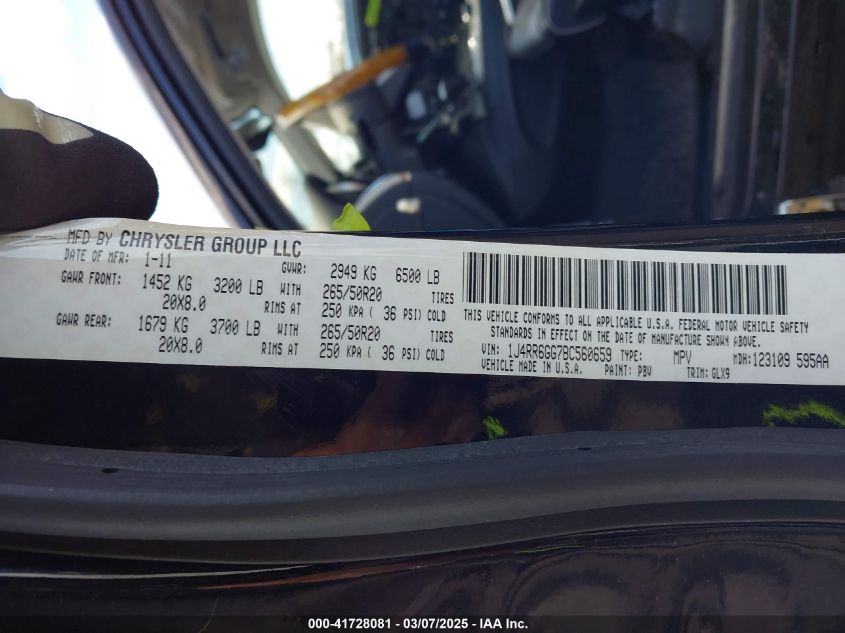 MFD BY CHRYSLER GROUP LLC
DATE OF MFR: 1-11 GVWR: 2949 KG 6500 LB
GAWR FRONT: 1452 KG 3200 LB WITH 265/50R20 TIRES
20X8.0 RIMS AT 250 KPA ( 36 PSI) COLD
GAWR REAR: 1679 KG 3700 LB WITH 265/50R20 TIRES
20X8.0 RIMS AT 250 KPA ( 36 PSI) COLD
THIS VEHICLE CONFORMS TO ALL APPLICABLE U.S.A. FEDERAL MOTOR VEHICLE SAFETY
STANDARDS IN EFFECT ON THE DATE OF MANUFACTURE SHOWN ABOVE.
VIN: 1J4RR6GG7BC560659 TYPE: MPV MDH:123109 595AA
VEHICLE MADE IN U.S.A. PAINT: PBV TRIM: GLX9
000-41728081 - 03/07/2025 - IAA Inc.